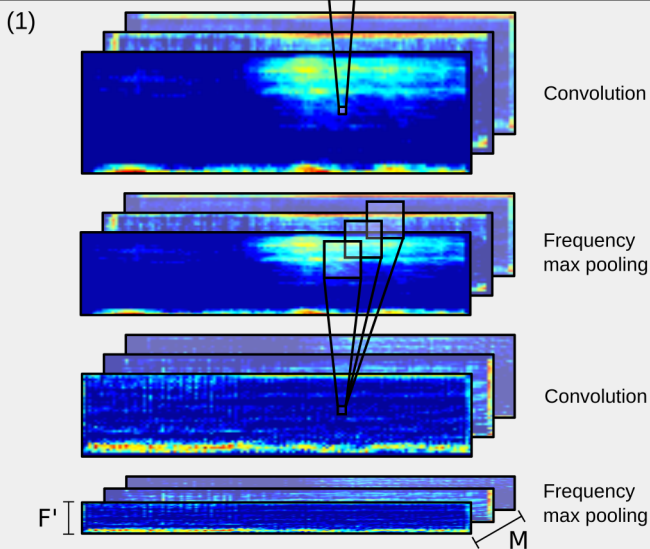 (1)
Convolution
Frequency
max pooling
Convolution
Frequency
max pooling
F'
M